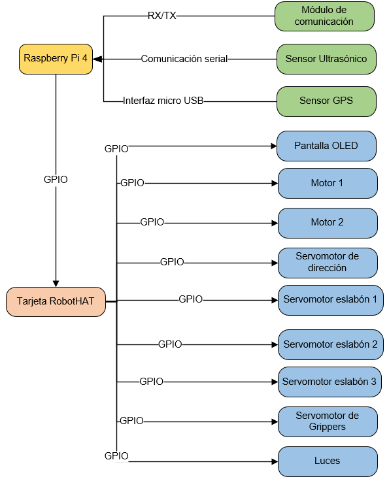 RX/TX
Módulo de
comunicación
Raspberry Pi 4
Comunicación serial
Sensor Ultrasónico
Interfaz micro USB
Sensor GPS
GPIO
Pantalla OLED
GPIO
GPIO
Motor 1
GPIO
Motor 2
GPIO
Servomotor de
dirección
Tarjeta RobotHAT
GPIO
Servomotor eslabón 1
GPIO
Servomotor eslabón 2
GPIO
Servomotor eslabón 3
GPIO
Servomotor de
Grippers
GPIO
Luces